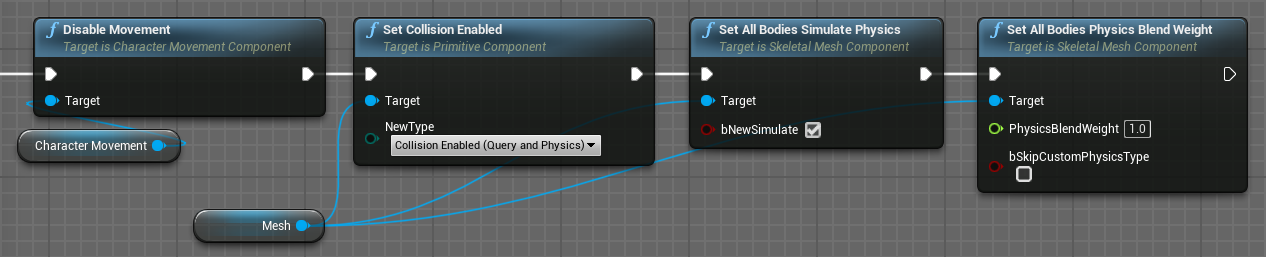 Disable Movement
Target is Character Movement Component
Target
Character Movement
Mesh
Set Collision Enabled
Target is Primitive Component
Target
NewType
Collision Enabled (Query and Physics)
Set All Bodies Simulate Physics
Target is Skeletal Mesh Component
Target
bNewSimulate
Set All Bodies Physics Blend Weight
Target is Skeletal Mesh Component
Target
PhysicsBlendWeight 1.0
bSkipCustomPhysicsType